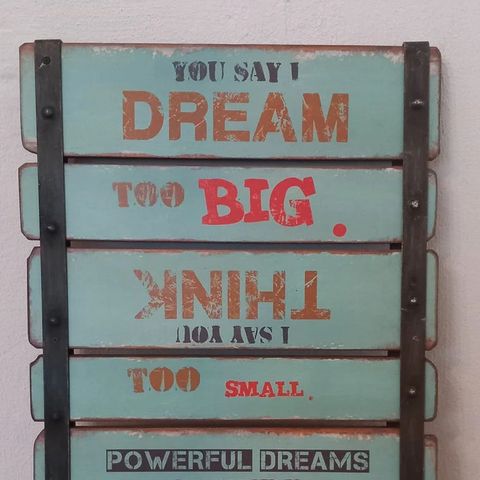 YOU SAY I
DREAM
TOO BIG.
I SAY YOU
THINK
TOO SMALL.
POWERFUL DREAMS